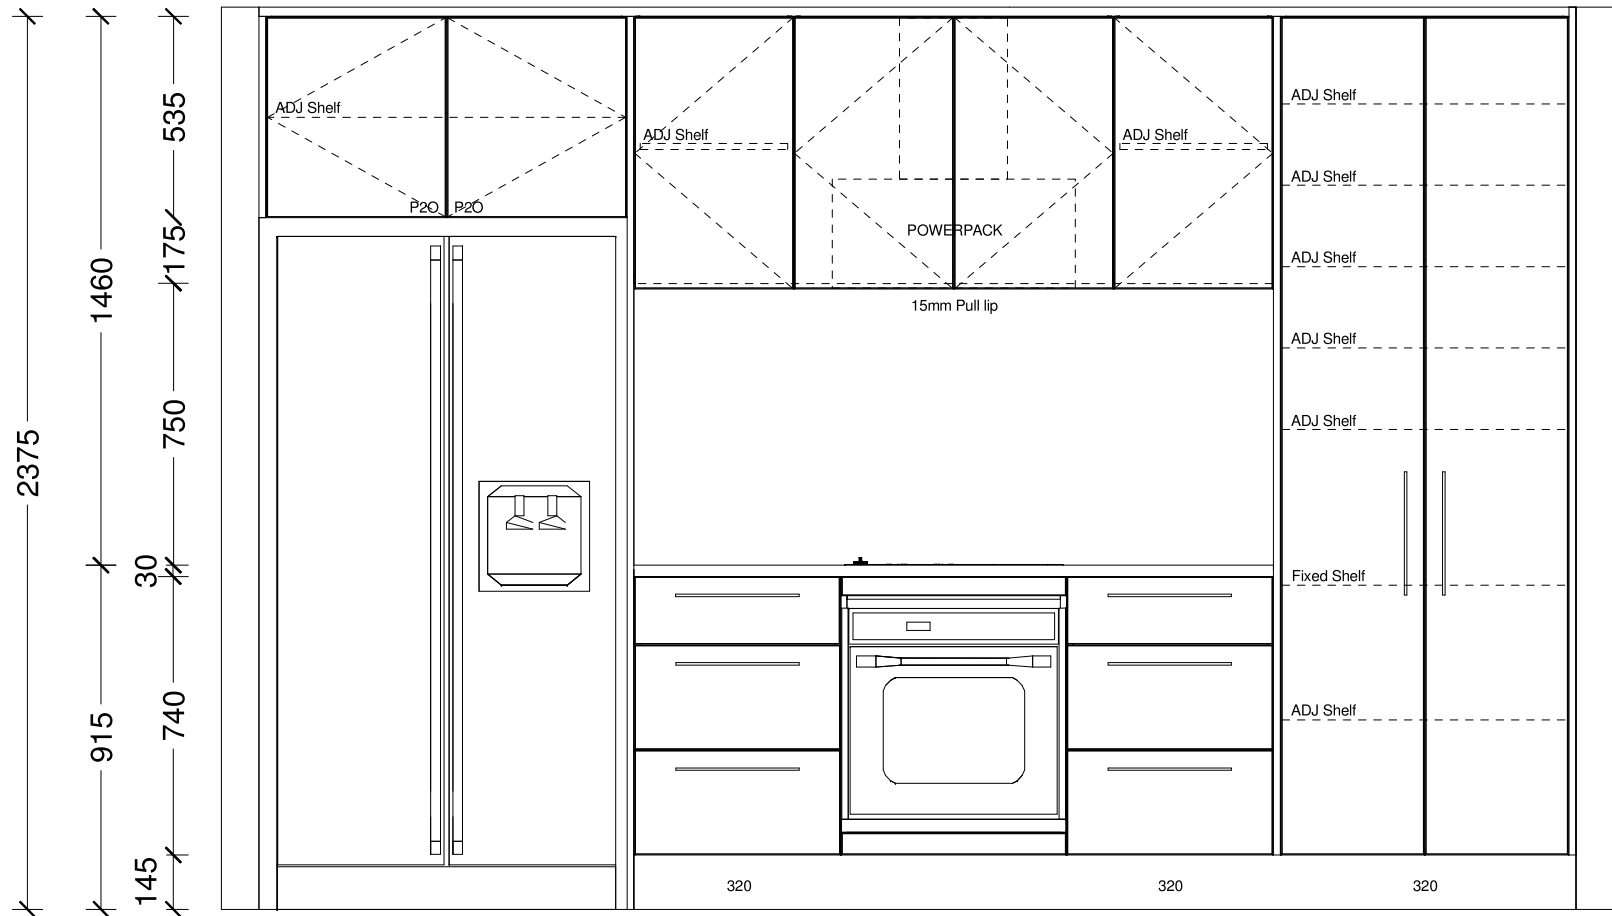 535
ADJ Shelf
P2O P2O
175
1460
2375
750
30
915
740
145
ADJ Shelf
ADJ Shelf
POWERPACK
15mm Pull lip
ADJ Shelf
ADJ Shelf
ADJ Shelf
ADJ Shelf
ADJ Shelf
Fixed Shelf
ADJ Shelf
320
320
320